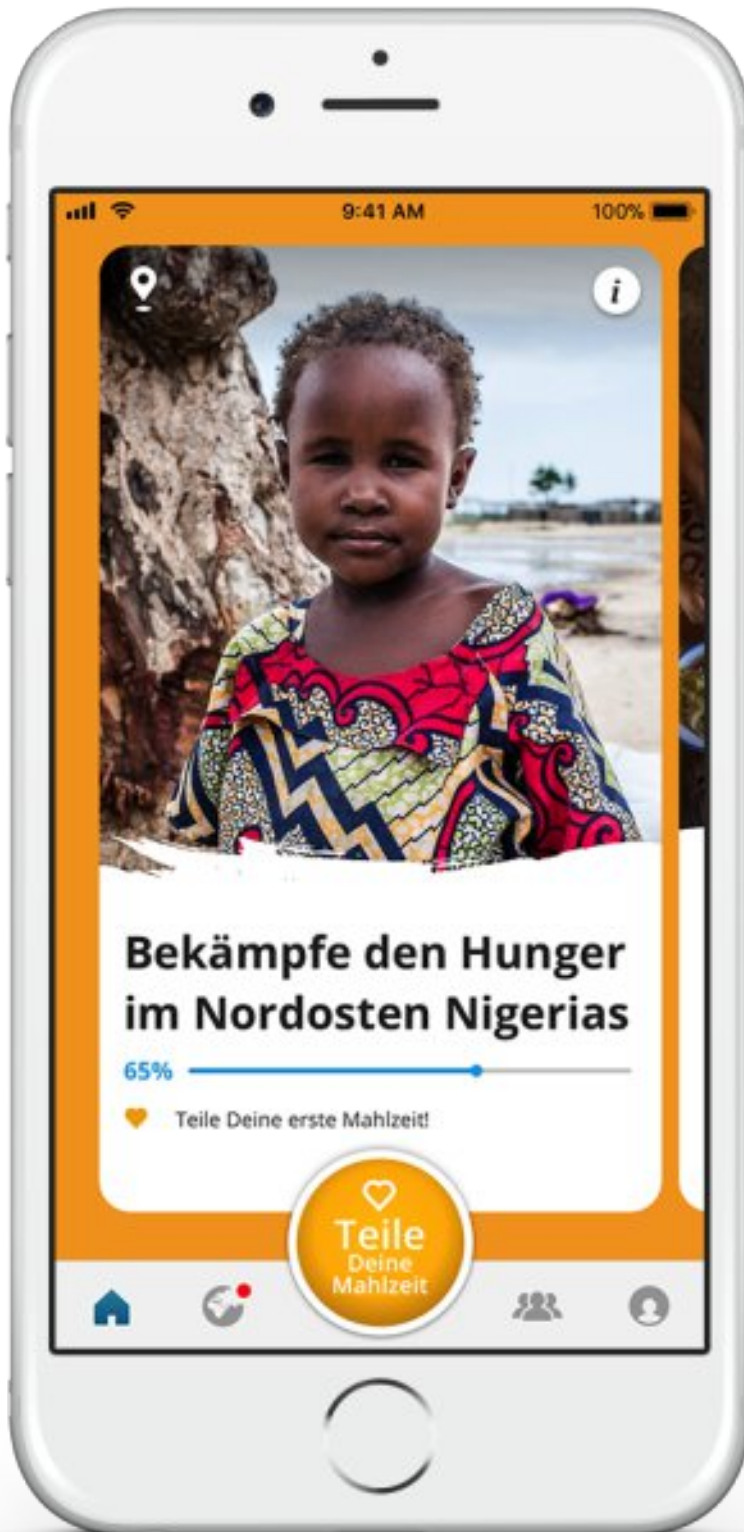 9:41 AM
100%
i
Bekämpfe den Hunger
im Nordosten Nigerias
65%
Teile Deine erste Mahlzeit!
Teile
Deine
Mahlzeit